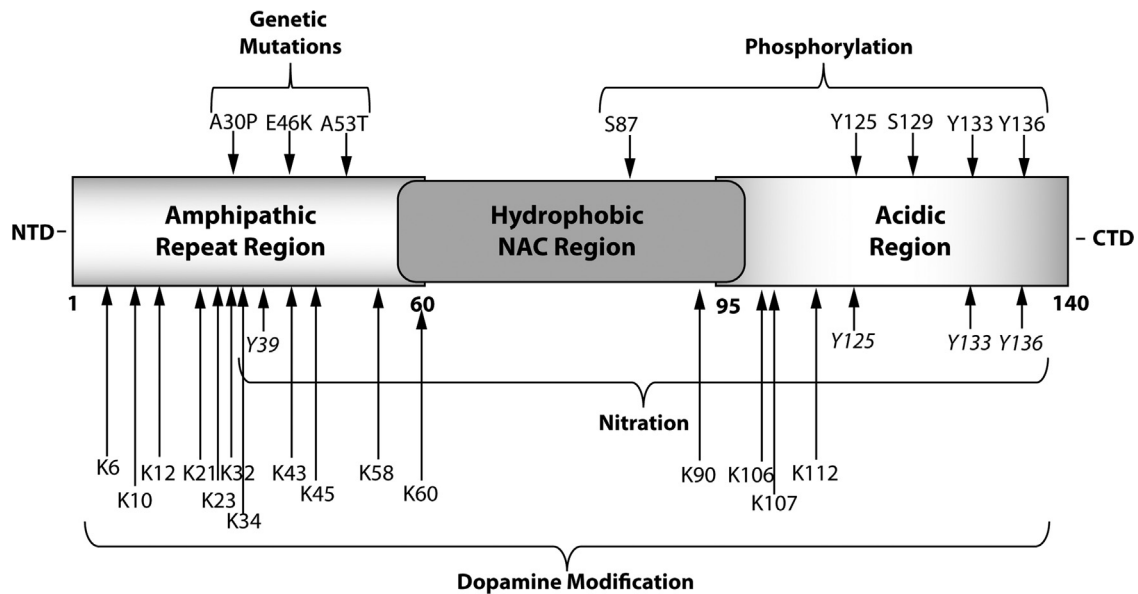 Genetic
Mutations
Phosphorylation
A30P E46K A53T S87 Y125 S129 Y133 Y136
NTD– Amphipathic Repeat Region Hydrophobic NAC Region Acidic Region – CTD
1 60 95 140
Y39 Y125 Y133 Y136
Nitration
K6 K12 K21 K32 K43 K58 K90 K106 K112
K10 K23 K45 K60 K107
K34
Dopamine Modification